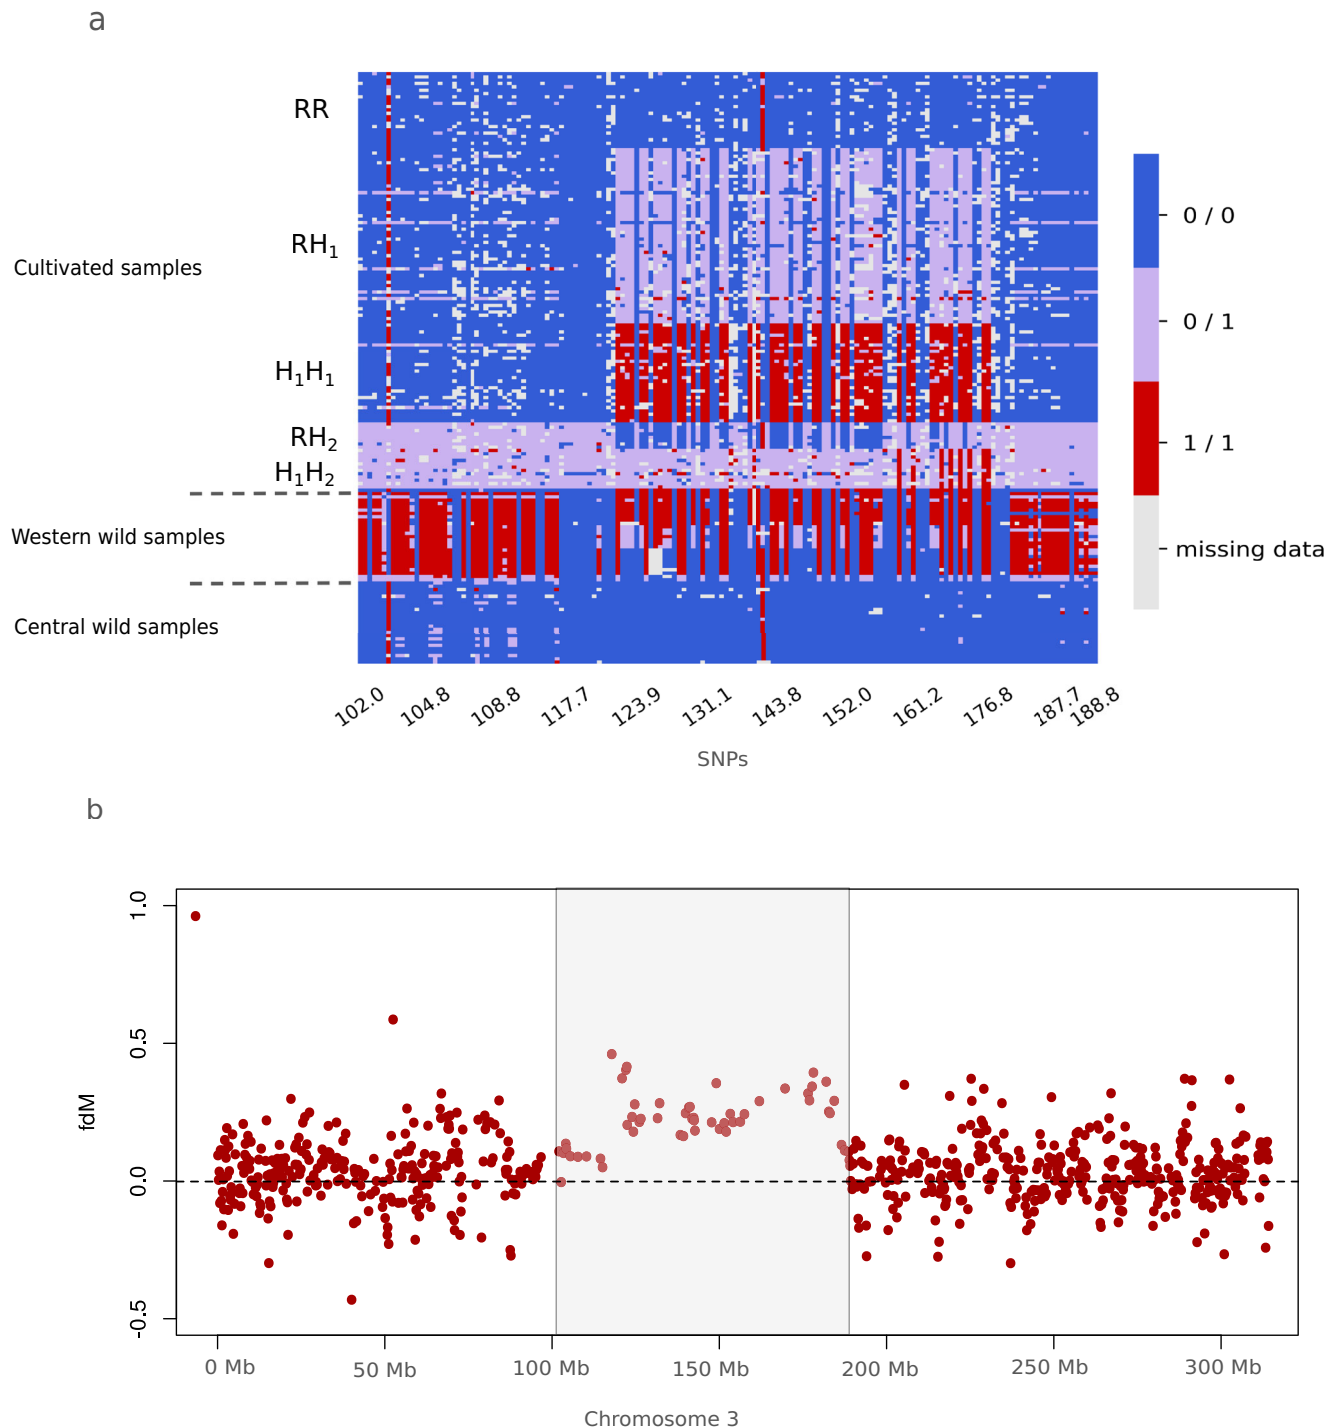 a
RR
RH1
Cultivated samples
H1H1
RH2
H1H2
Western wild samples
Central wild samples
0 / 0
0 / 1
1 / 1
missing data
102.0 104.8 108.8 117.7 123.9 131.1 143.8 152.0 161.2 176.8 187.7 188.8
SNPs
b
1.0
0.5
0.0
-0.5
fdM
0 Mb 50 Mb 100 Mb 150 Mb 200 Mb 250 Mb 300 Mb
Chromosome 3